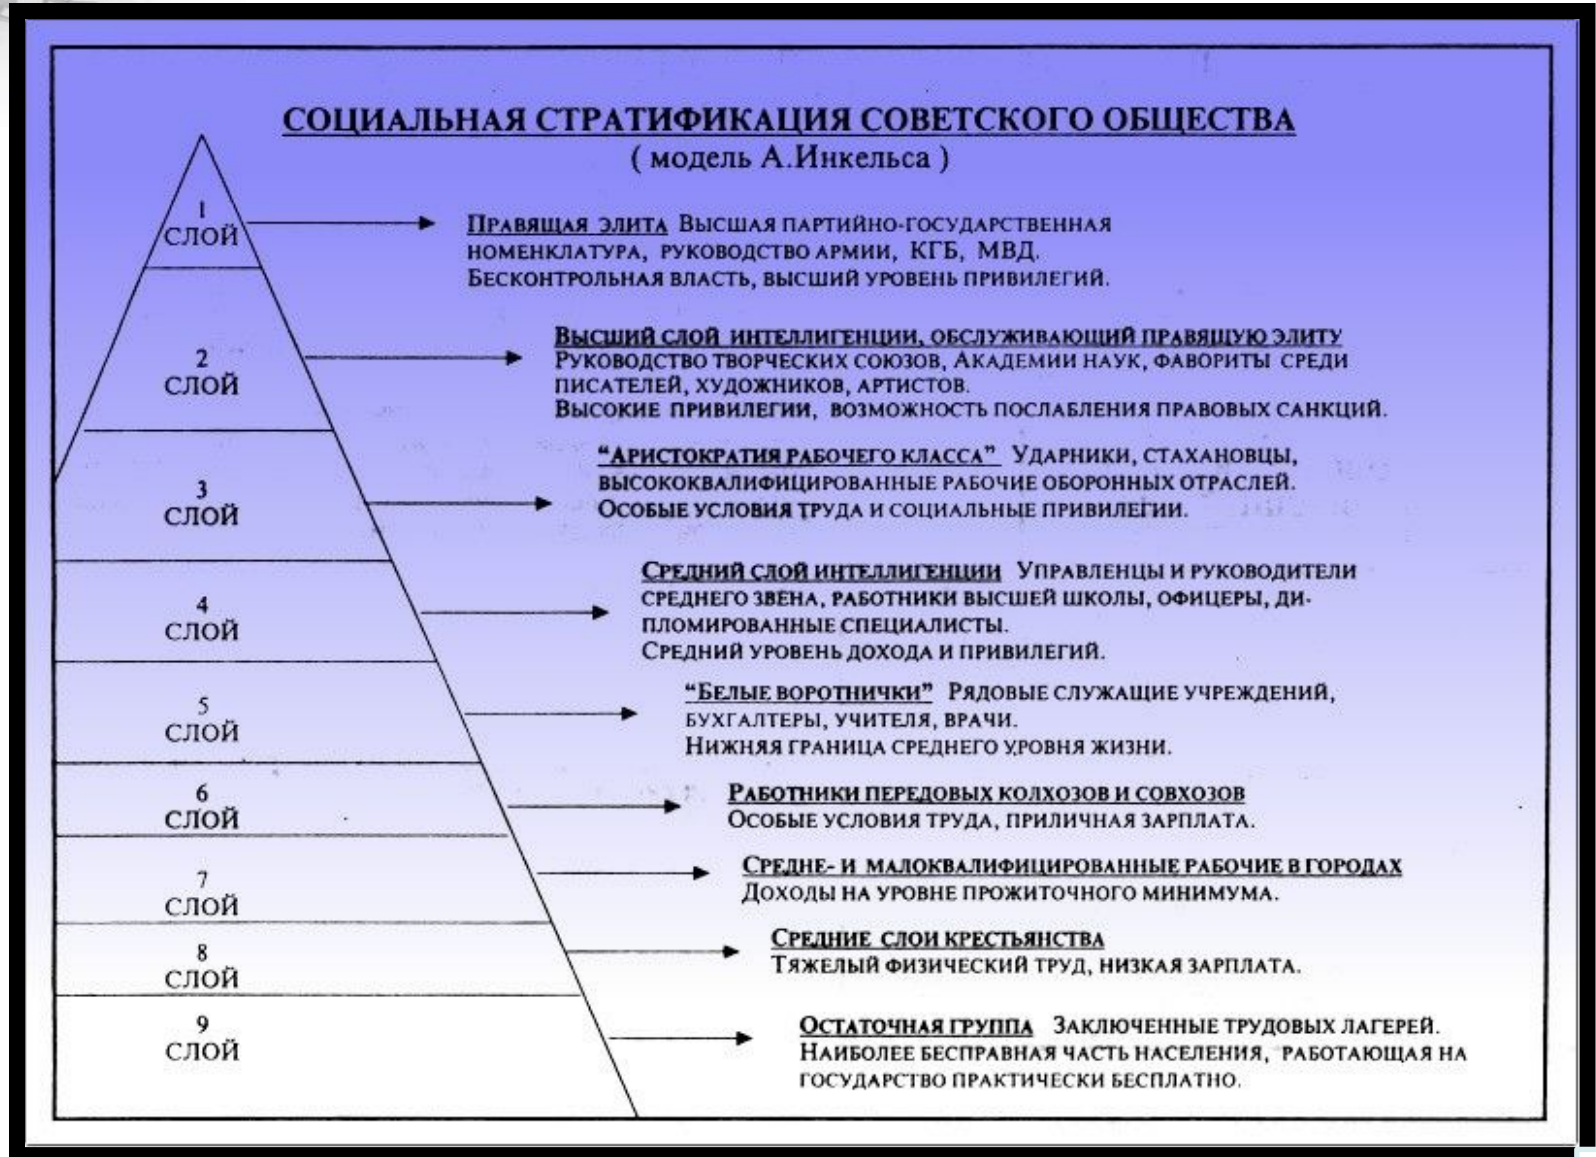 СОЦИАЛЬНАЯ СТРАТИФИКАЦИЯ СОВЕТСКОГО ОБЩЕСТВА
( модель А.Инкельса )
1
СЛОЙ
ПРАВЯЩАЯ ЭЛИТА ВЫСШАЯ ПАРТИЙНО-ГОСУДАРСТВЕННАЯ
НОМЕНКЛАТУРА, РУКОВОДСТВО АРМИИ, КГБ, МВД.
БЕСКОНТРОЛЬНАЯ ВЛАСТЬ, ВЫСШИЙ УРОВЕНЬ ПРИВИЛЕГИЙ.
2
СЛОЙ
ВЫСШИЙ СЛОЙ ИНТЕЛЛИГЕНЦИИ, ОБСЛУЖИВАЮЩИЙ ПРАВЯЩУЮ ЭЛИТУ
РУКОВОДСТВО ТВОРЧЕСКИХ СОЮЗОВ, АКАДЕМИИ НАУК, ФАВОРИТЫ СРЕДИ
ПИСАТЕЛЕЙ, ХУДОЖНИКОВ, АРТИСТОВ.
ВЫСОКИЕ ПРИВИЛЕГИИ, ВОЗМОЖНОСТЬ ПОСЛАБЛЕНИЯ ПРАВОВЫХ САНКЦИЙ.
3
СЛОЙ
“АРИСТОКРАТИЯ РАБОЧЕГО КЛАССА” УДАРНИКИ, СТАХАНОВЦЫ,
ВЫСОКОКВАЛИФИЦИРОВАННЫЕ РАБОЧИЕ ОБОРОННЫХ ОТРАСЛЕЙ.
ОСОБЫЕ УСЛОВИЯ ТРУДА И СОЦИАЛЬНЫЕ ПРИВИЛЕГИИ.
4
СЛОЙ
СРЕДНИЙ СЛОЙ ИНТЕЛЛИГЕНЦИИ УПРАВЛЕНЦЫ И РУКОВОДИТЕЛИ
СРЕДНЕГО ЗВЕНА, РАБОТНИКИ ВЫСШЕЙ ШКОЛЫ, ОФИЦЕРЫ, ДИ-
ПЛОМИРОВАННЫЕ СПЕЦИАЛИСТЫ.
СРЕДНИЙ УРОВЕНЬ ДОХОДА И ПРИВИЛЕГИЙ.
5
СЛОЙ
“БЕЛЫЕ ВОРОТНИЧКИ” РЯДОВЫЕ СЛУЖАЩИЕ УЧРЕЖДЕНИЙ,
БУХГАЛТЕРЫ, УЧИТЕЛЯ, ВРАЧИ.
НИЖНЯЯ ГРАНИЦА СРЕДНЕГО УРОВНЯ ЖИЗНИ.
6
СЛОЙ
РАБОТНИКИ ПЕРЕДОВЫХ КОЛХОЗОВ И СОВХОЗОВ
ОСОБЫЕ УСЛОВИЯ ТРУДА, ПРИЛИЧНАЯ ЗАРПЛАТА.
7
СЛОЙ
СРЕДНЕ- И МАЛОКВАЛИФИЦИРОВАННЫЕ РАБОЧИЕ В ГОРОДАХ
ДОХОДЫ НА УРОВНЕ ПРОЖИТОЧНОГО МИНИМУМА.
8
СЛОЙ
СРЕДНИЕ СЛОИ КРЕСТЬЯНСТВА
ТЯЖЕЛЫЙ ФИЗИЧЕСКИЙ ТРУД, НИЗКАЯ ЗАРПЛАТА.
9
СЛОЙ
ОСТАТОЧНАЯ ГРУППА ЗАКЛЮЧЕННЫЕ ТРУДОВЫХ ЛАГЕРЕЙ.
НАИБОЛЕЕ БЕСПРАВНАЯ ЧАСТЬ НАСЕЛЕНИЯ, РАБОТАЮЩАЯ НА
ГОСУДАРСТВО ПРАКТИЧЕСКИ БЕСПЛАТНО.